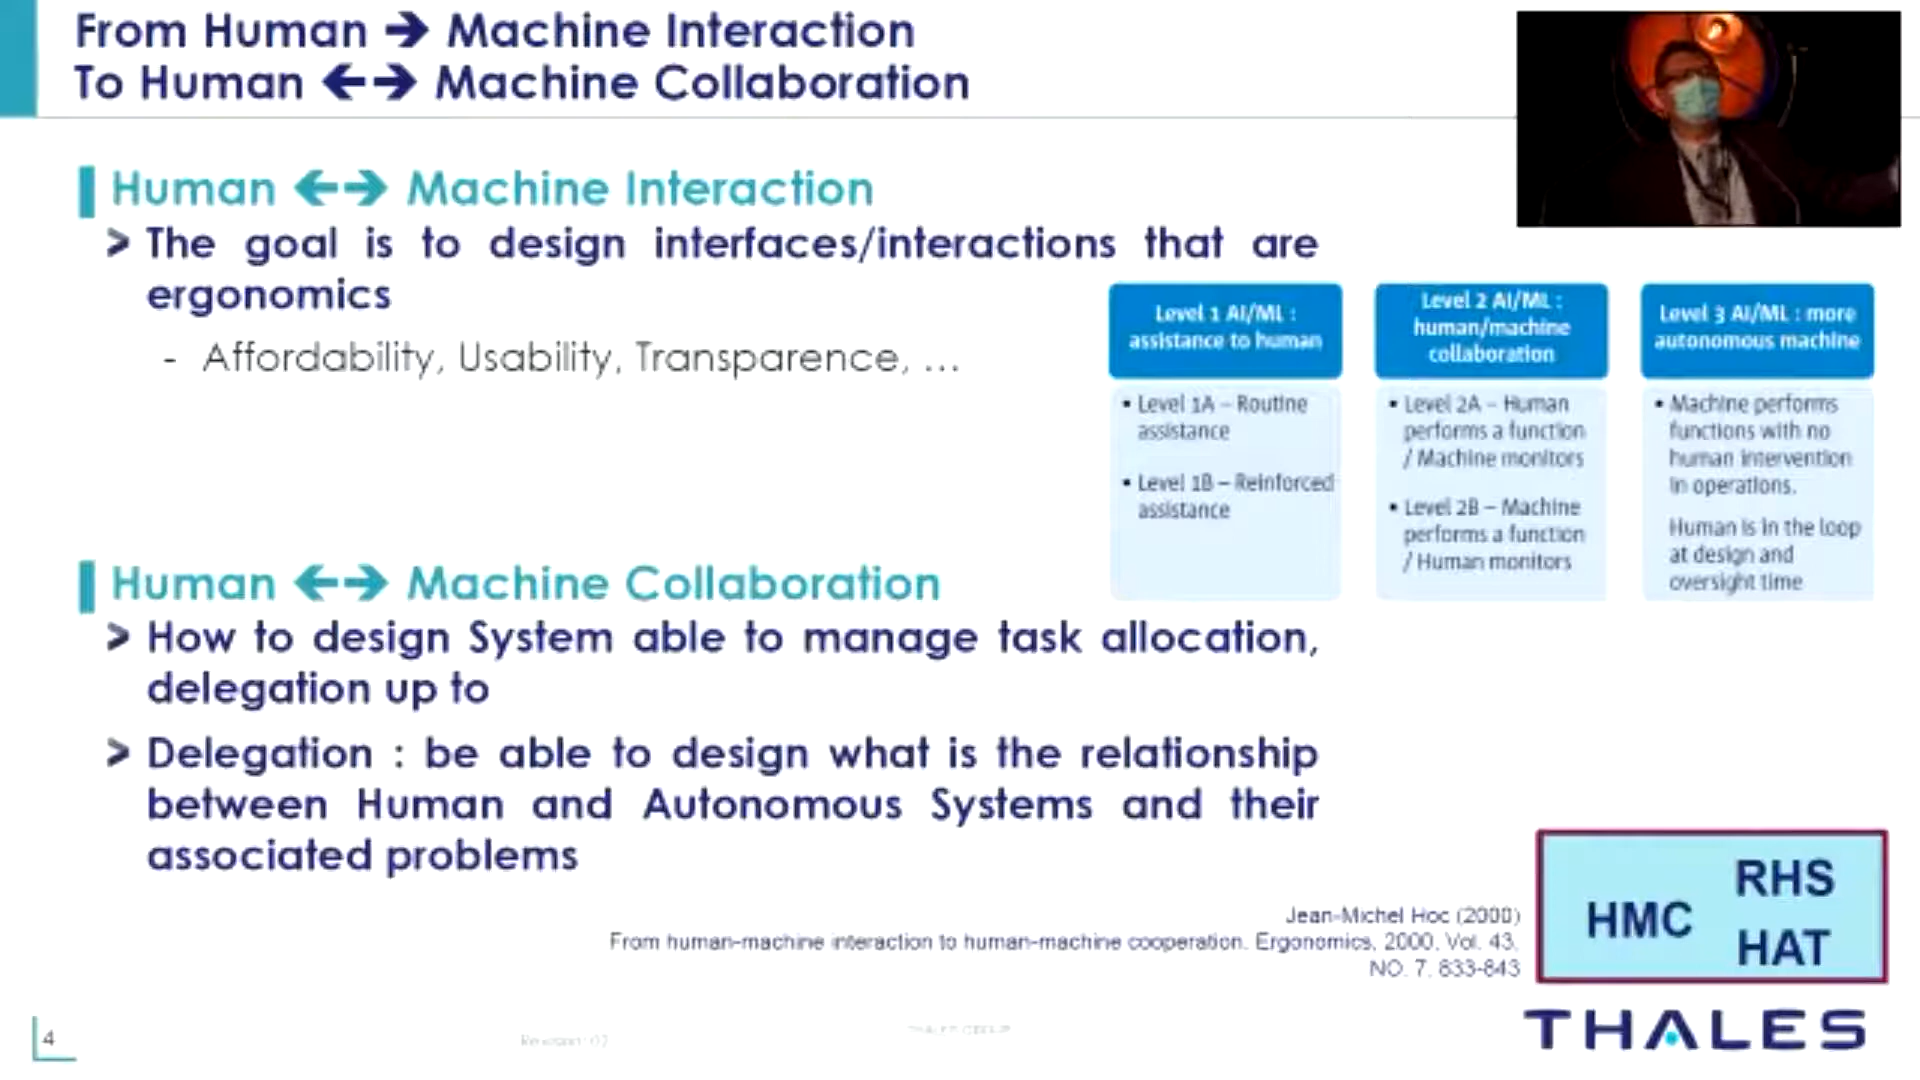 From Human → Machine Interaction
To Human ←→ Machine Collaboration
Human ←→ Machine Interaction
> The goal is to design interfaces/interactions that are
ergonomics
- Affordability, Usability, Transparence, ...
Level 1 AI/ML :
assistance to human
▪ Level 1A – Routine
assistance
▪ Level 1B – Reinforced
assistance
Level 2 AI/ML :
human/machine
collaboration
▪ Level 2A – Human
performs a function
/ Machine monitors
▪ Level 2B – Machine
performs a function
/ Human monitors
Level 3 AI/ML : more
autonomous machine
▪ Machine performs
functions with no
human intervention
in operations.
Human is in the loop
at design and
oversight time
Human ←→ Machine Collaboration
> How to design System able to manage task allocation,
delegation up to
> Delegation : be able to design what is the relationship
between Human and Autonomous Systems and their
associated problems
Jean-Michel Hoc (2000)
From human-machine interaction to human-machine cooperation. Ergonomics, 2000, Vol. 43,
NO. 7, 833-843
HMC
RHS
HAT
4
THALES